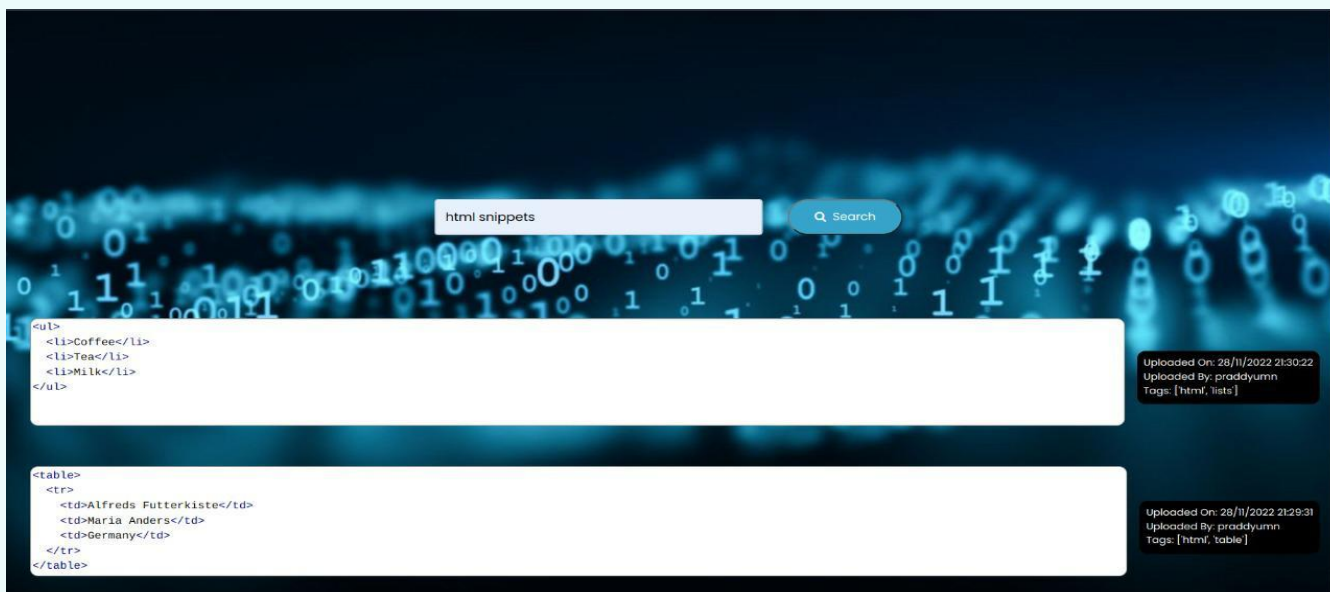 html snippets
Search
<ul>
  <li>Coffee</li>
  <li>Tea</li>
  <li>Milk</li>
</ul>
Uploaded On: 28/11/2022 21:30:22
Uploaded By: praddyumn
Tags: ['html', 'lists']
<table>
  <tr>
    <td>Alfreds Futterkiste</td>
    <td>Maria Anders</td>
    <td>Germany</td>
  </tr>
</table>
Uploaded On: 28/11/2022 21:29:31
Uploaded By: praddyumn
Tags: ['html', 'table']